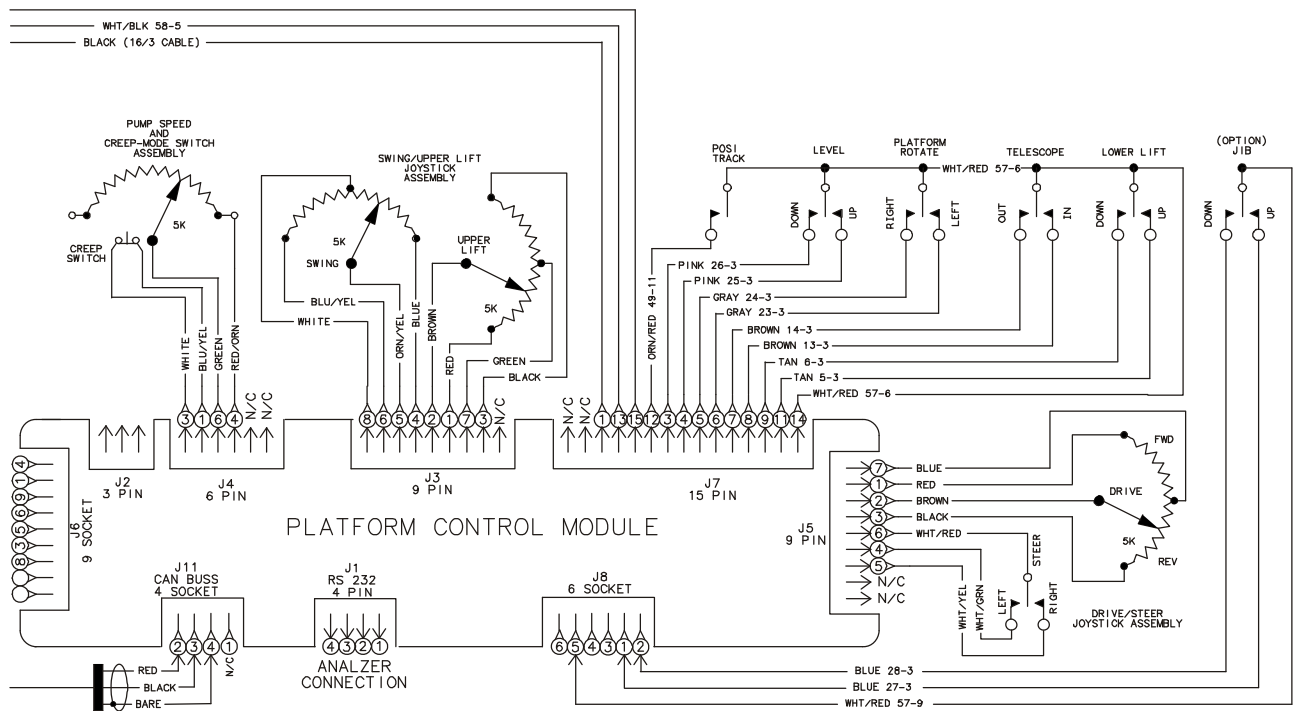 WHT/BLK 58-5
BLACK (16/3 CABLE)
PUMP SPEED
AND
CREEP-MODE SWITCH
ASSEMBLY
5K
CREEP
SWITCH
WHITE
BLU/YEL
GREEN
RED/ORN
N/C
N/C
SWING/UPPER LIFT
JOYSTICK
ASSEMBLY
5K
SWING
UPPER
LIFT
5K
BLU/YEL
WHITE
ORN/YEL
BLUE
BROWN
RED
GREEN
BLACK
N/C
POSI
TRACK
LEVEL
PLATFORM
ROTATE
TELESCOPE
LOWER LIFT
(OPTION)
JIB
WHT/RED 57-6
DOWN
UP
RIGHT
LEFT
OUT
IN
DOWN
UP
DOWN
UP
ORN/RED 49-11
PINK 26-3
PINK 25-3
GRAY 24-3
GRAY 23-3
BROWN 14-3
BROWN 13-3
TAN 6-3
TAN 5-3
WHT/RED 57-6
N/C
N/C
3 1 6 4
8 6 5 4 2 1 7 3
1 13 15 12 3 4 5 6 7 8 9 11 14
J2
3 PIN
J4
6 PIN
J3
9 PIN
J7
15 PIN
J5
9 PIN
J6
9 SOCKET
4
1
9
6
5
3
8
PLATFORM CONTROL MODULE
7 BLUE
1 RED
2 BROWN
3 BLACK
6 WHT/RED
4
5
N/C
N/C
FWD
DRIVE
5K
REV
STEER
LEFT
RIGHT
WHT/YEL
WHT/GRN
DRIVE/STEER
JOYSTICK ASSEMBLY
J11
CAN BUSS
4 SOCKET
J1
RS 232
4 PIN
J8
6 SOCKET
2 3 4 1
N/C
4 3 2 1
6 5 4 3 1 2
ANALZER
CONNECTION
RED
BLACK
BARE
BLUE 28-3
BLUE 27-3
WHT/RED 57-9